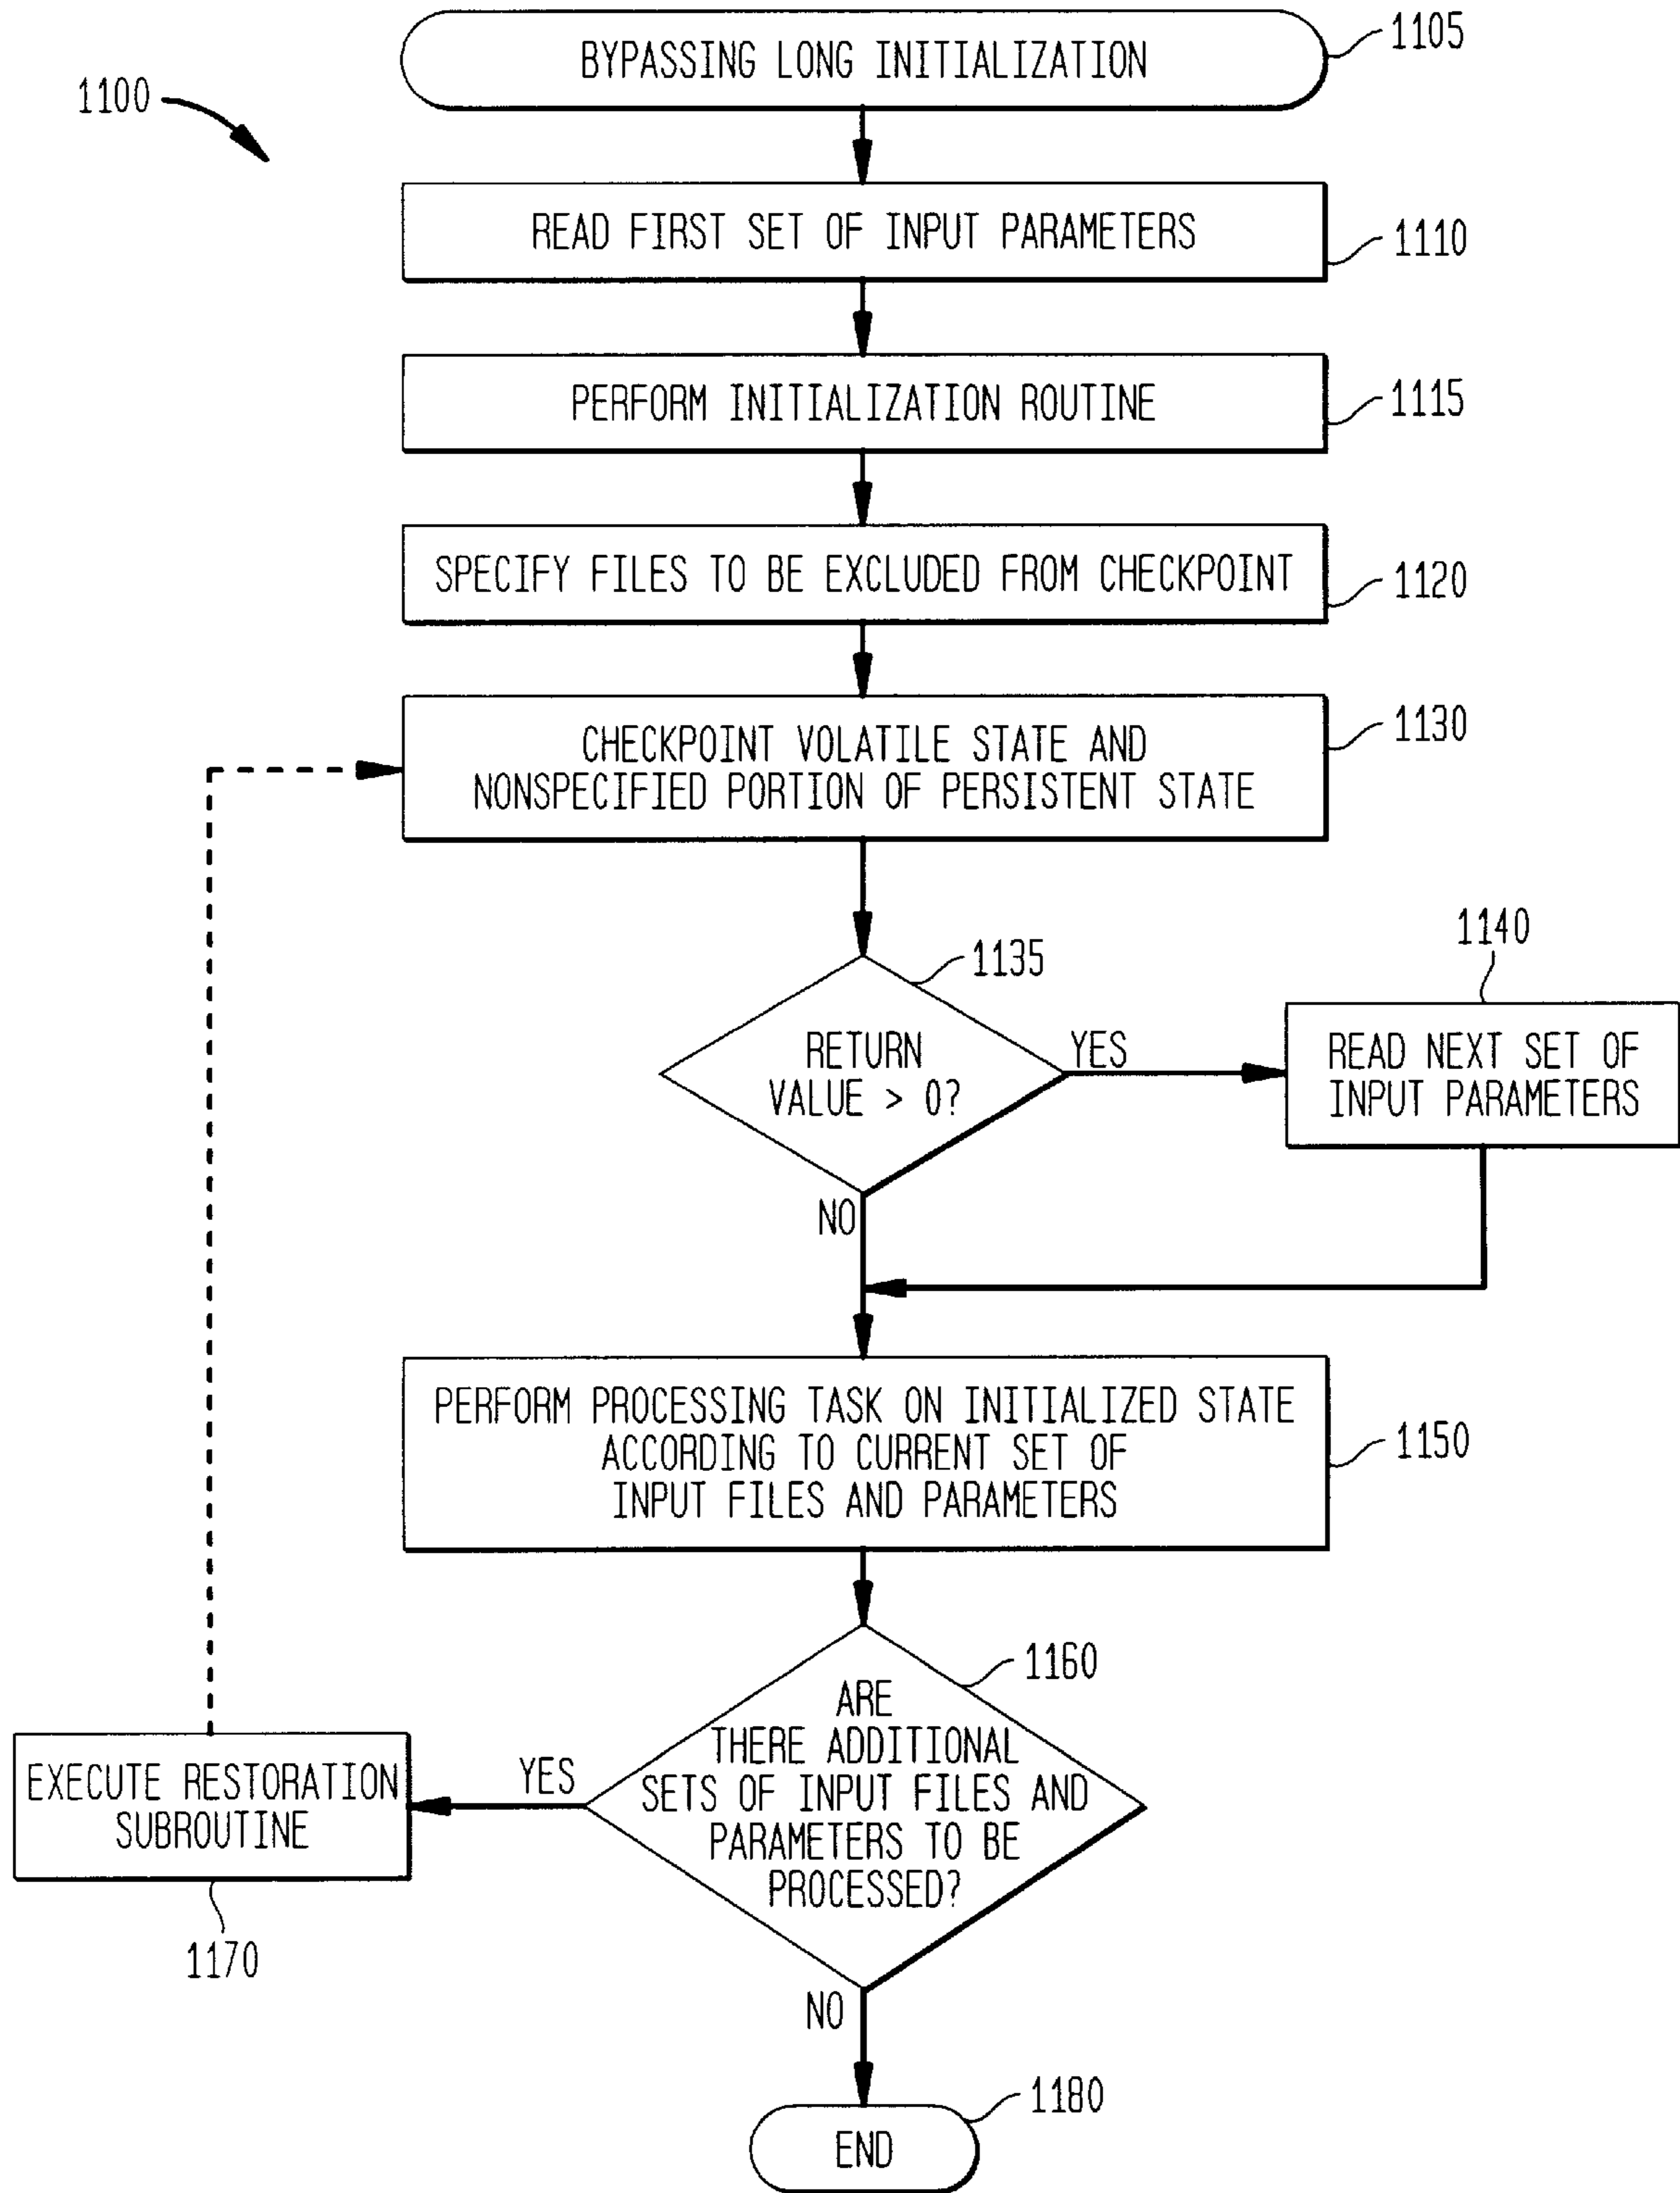 BYPASSING LONG INITIALIZATION
1105
1100
READ FIRST SET OF INPUT PARAMETERS
1110
PERFORM INITIALIZATION ROUTINE
1115
SPECIFY FILES TO BE EXCLUDED FROM CHECKPOINT
1120
CHECKPOINT VOLATILE STATE AND
NONSPECIFIED PORTION OF PERSISTENT STATE
1130
1135
RETURN
VALUE > 0?
YES
1140
READ NEXT SET OF
INPUT PARAMETERS
NO
PERFORM PROCESSING TASK ON INITIALIZED STATE
ACCORDING TO CURRENT SET OF
INPUT FILES AND PARAMETERS
1150
1160
ARE
THERE ADDITIONAL
SETS OF INPUT FILES AND
PARAMETERS TO BE
PROCESSED?
YES
EXECUTE RESTORATION
SUBROUTINE
1170
NO
1180
END